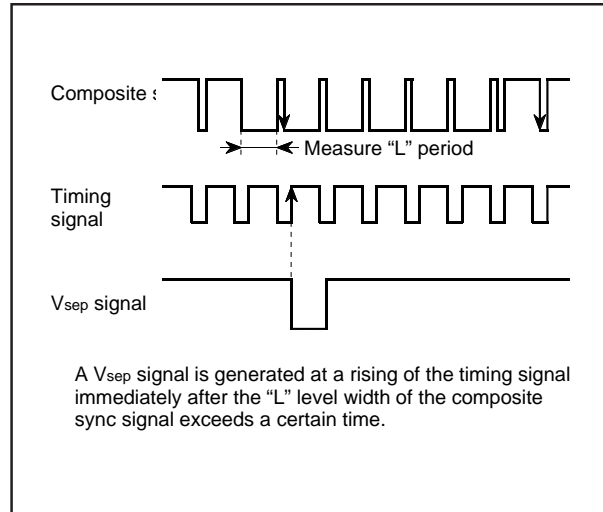 Composite
Measure “L” period
Timing
signal
Vsep signal
A Vsep signal is generated at a rising of the timing signal
immediately after the “L” level width of the composite
sync signal exceeds a certain time.